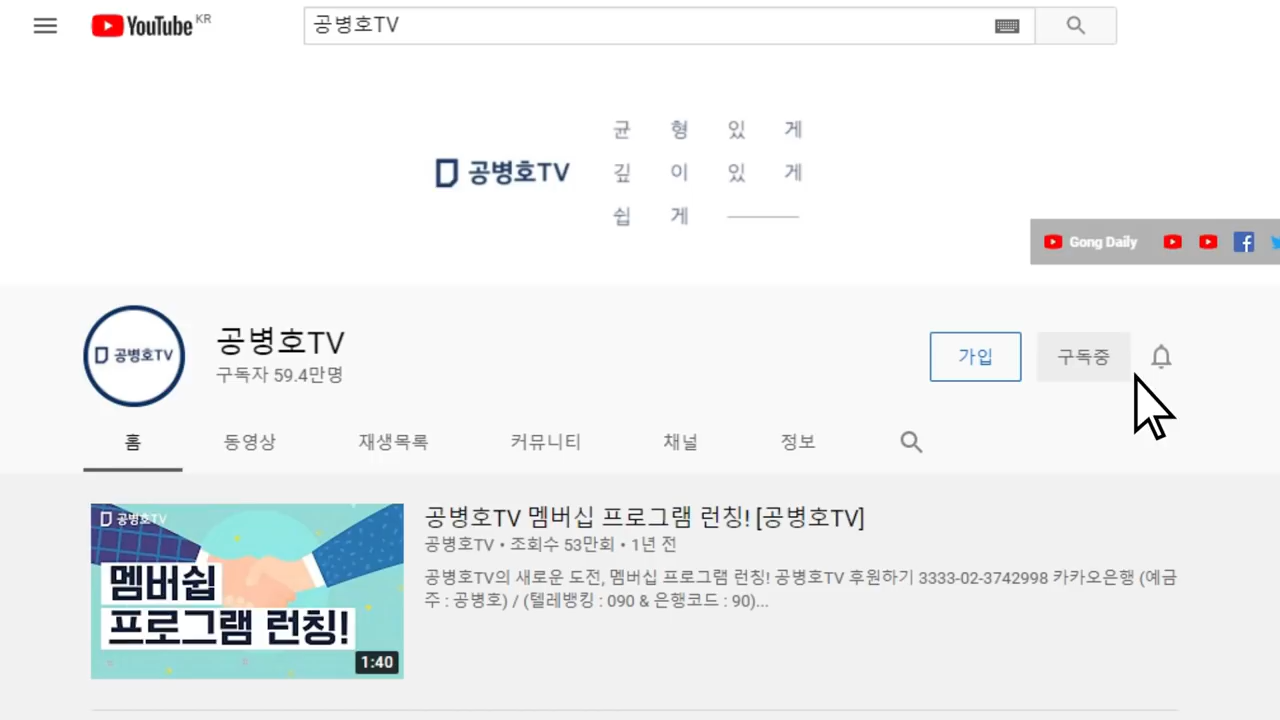 YouTube KR
공병호TV
균형있게
공병호TV
깊이있게
쉽게
Gong Daily
공병호TV
공병호TV
구독자 59.4만명
가입
구독중
홈
동영상
재생목록
커뮤니티
채널
정보
공병호TV
멤버쉽
프로그램 런칭!
1:40
공병호TV 멤버십 프로그램 런칭! [공병호TV]
공병호TV • 조회수 53만회 • 1년 전
공병호TV의 새로운 도전, 멤버십 프로그램 런칭! 공병호TV 후원하기 3333-02-3742998 카카오은행 (예금
주 : 공병호) / (텔레뱅킹 : 090 & 은행코드 : 90)...